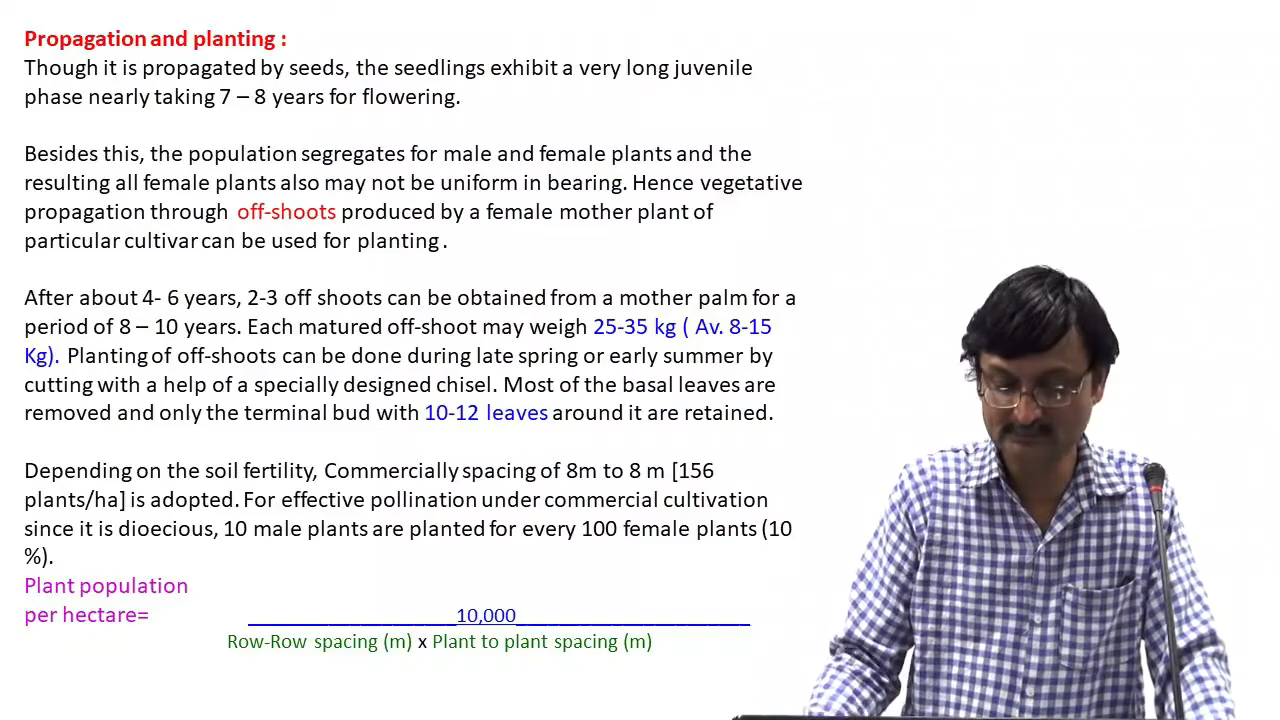 Propagation and planting :
Though it is propagated by seeds, the seedlings exhibit a very long juvenile
phase nearly taking 7 – 8 years for flowering.
Besides this, the population segregates for male and female plants and the
resulting all female plants also may not be uniform in bearing. Hence vegetative
propagation through off-shoots produced by a female mother plant of
particular cultivar can be used for planting .
After about 4- 6 years, 2-3 off shoots can be obtained from a mother palm for a
period of 8 – 10 years. Each matured off-shoot may weigh 25-35 kg ( Av. 8-15
Kg). Planting of off-shoots can be done during late spring or early summer by
cutting with a help of a specially designed chisel. Most of the basal leaves are
removed and only the terminal bud with 10-12 leaves around it are retained.
Depending on the soil fertility, Commercially spacing of 8m to 8 m [156
plants/ha] is adopted. For effective pollination under commercial cultivation
since it is dioecious, 10 male plants are planted for every 100 female plants (10
%).
Plant population
per hectare= 10,000
Row-Row spacing (m) x Plant to plant spacing (m)